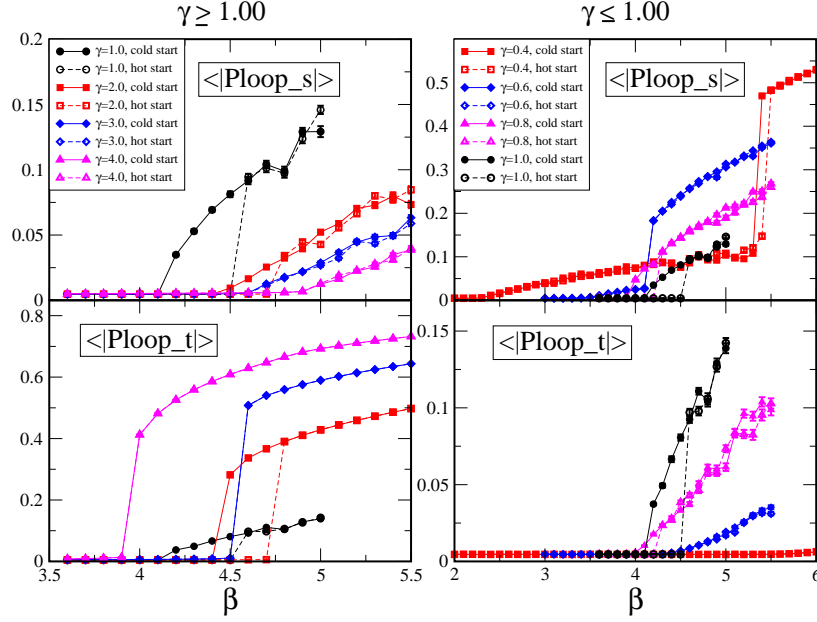 γ ≥ 1.00
γ ≤ 1.00
0.2
0.15
0.1
0.05
0
γ=1.0, cold start
γ=1.0, hot start
γ=2.0, cold start
γ=2.0, hot start
γ=3.0, cold start
γ=3.0, hot start
γ=4.0, cold start
γ=4.0, hot start
<|Ploop_s|>
0.5
0.4
0.3
0.2
0.1
0
γ=0.4, cold start
γ=0.4, hot start
γ=0.6, cold start
γ=0.6, hot start
γ=0.8, cold start
γ=0.8, hot start
γ=1.0, cold start
γ=1.0, hot start
<|Ploop_s|>
0.8
0.6
0.4
0.2
0
<|Ploop_t|>
3.5 4 4.5 5 5.5
β
0.15
0.1
0.05
0
<|Ploop_t|>
2 3 4 5 6
β